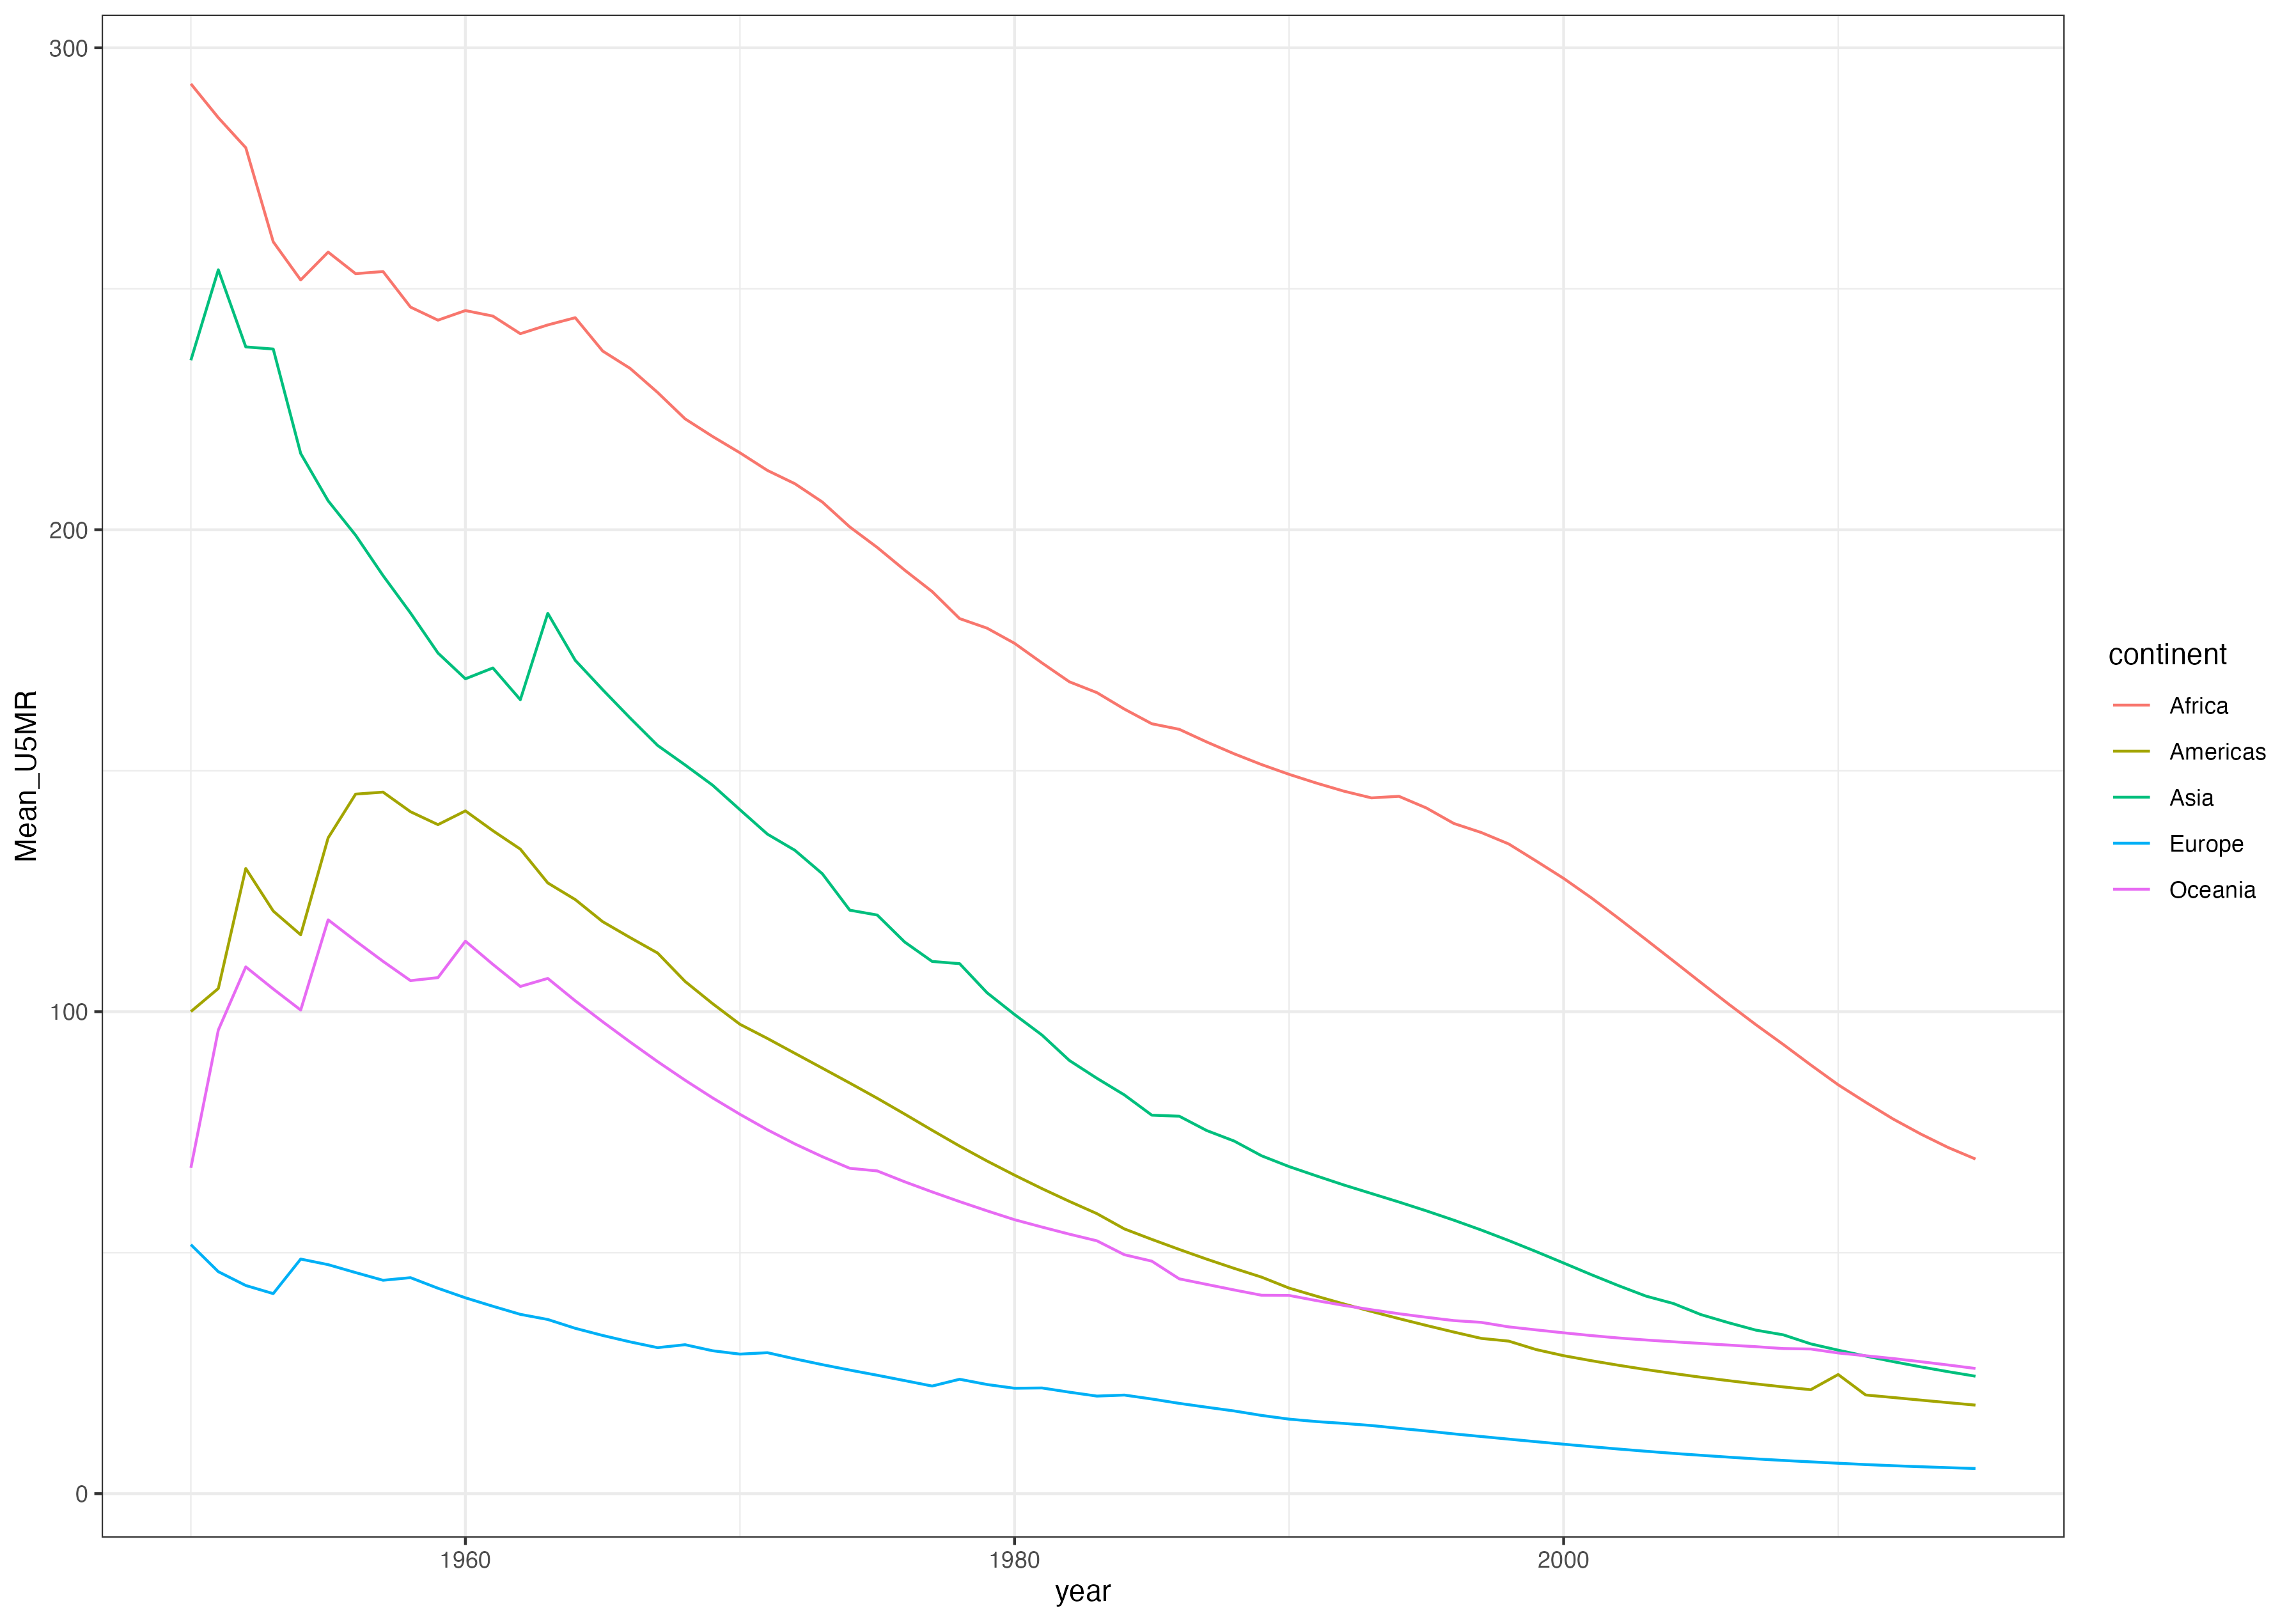 300
200
100
0
Mean_U5MR
1960
1980
2000
year
continent
Africa
Americas
Asia
Europe
Oceania